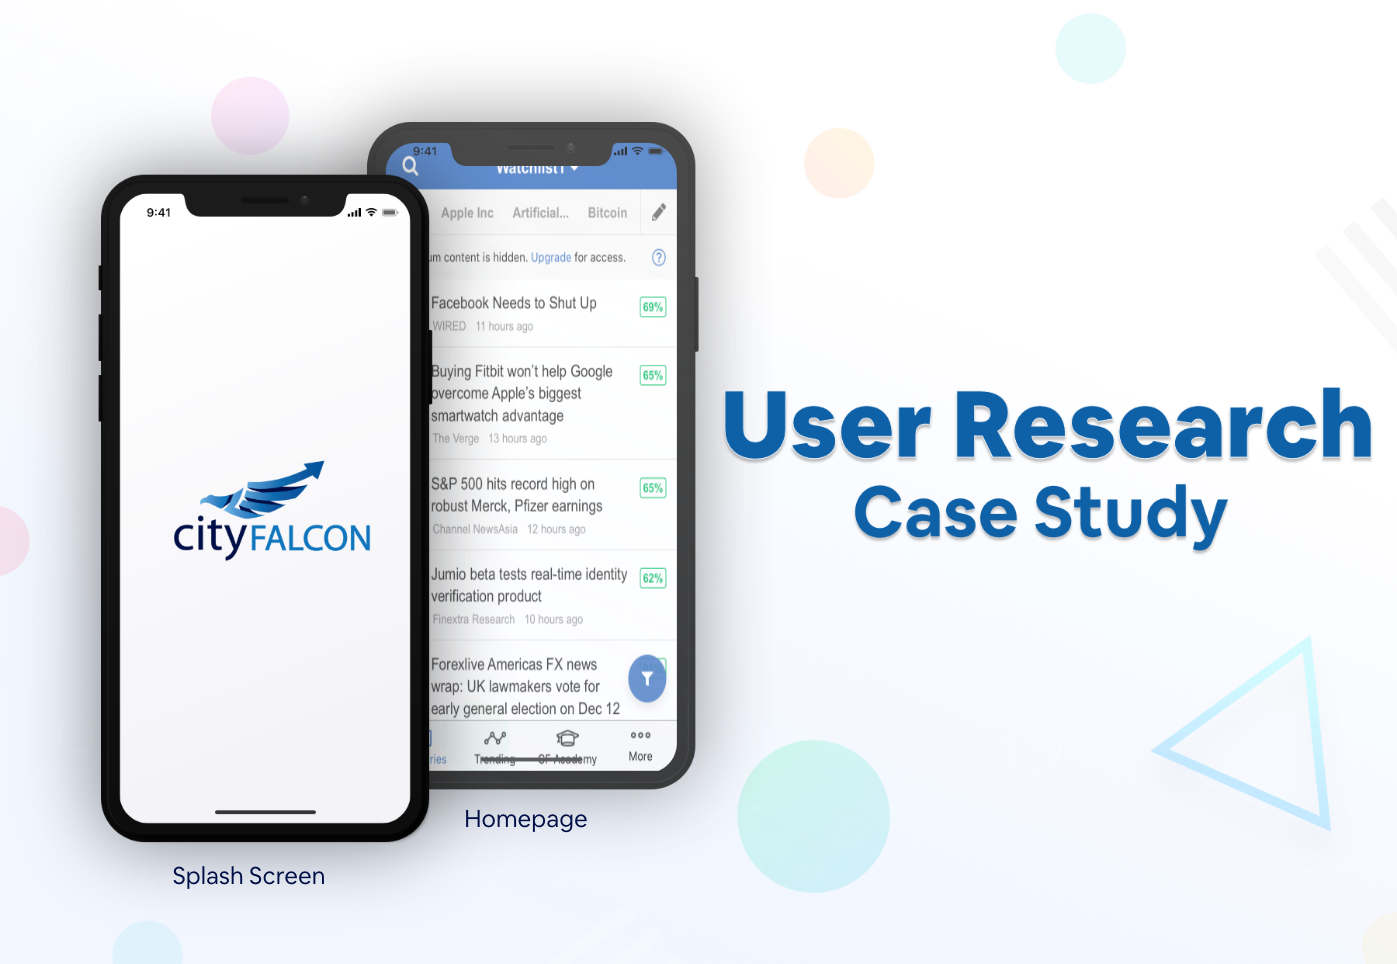 9:41
cityFALCON
Splash Screen
9:41
Watchlist1
Apple Inc Artificial... Bitcoin
content is hidden. Upgrade for access. ?
Facebook Needs to Shut Up 69%
WIRED 11 hours ago
Buying Fitbit won't help Google 65%
overcome Apple's biggest
smartwatch advantage
The Verge 13 hours ago
S&P 500 hits record high on 65%
robust Merck, Pfizer earnings
Channel NewsAsia 12 hours ago
Jumio beta tests real-time identity 62%
verification product
Finextra Research 10 hours ago
Forexlive Americas FX news
wrap: UK lawmakers vote for
early general election on Dec 12
Trending CF Academy More
Homepage
User Research
Case Study